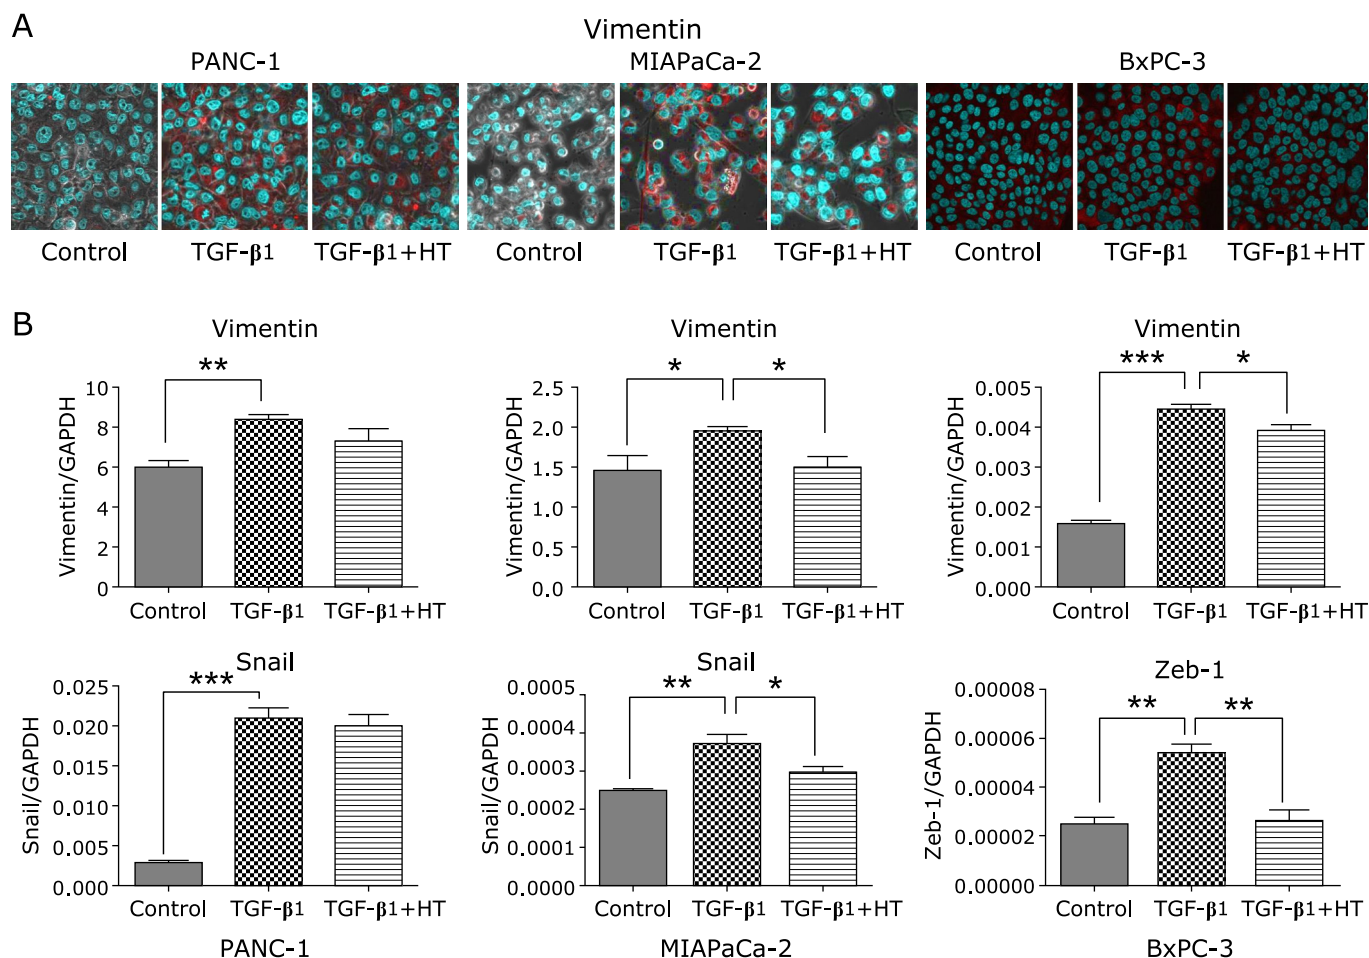 A
Vimentin
PANC-1
MIAPaCa-2
BxPC-3
Control
TGF-β1
TGF-β1+HT
Control
TGF-β1
TGF-β1+HT
Control
TGF-β1
TGF-β1+HT
B
Vimentin
**
Vimentin/GAPDH
10
8
6
4
2
0
Control
TGF-β1
TGF-β1+HT
Vimentin
*
*
Vimentin/GAPDH
2.5
2.0
1.5
1.0
0.5
0.0
Control
TGF-β1
TGF-β1+HT
Vimentin
***
*
Vimentin/GAPDH
0.005
0.004
0.003
0.002
0.001
0.000
Control
TGF-β1
TGF-β1+HT
Snail
***
Snail/GAPDH
0.025
0.020
0.015
0.010
0.005
0.000
Control
TGF-β1
TGF-β1+HT
PANC-1
Snail
**
*
Snail/GAPDH
0.0005
0.0004
0.0003
0.0002
0.0001
0.0000
Control
TGF-β1
TGF-β1+HT
MIAPaCa-2
Zeb-1
**
**
Zeb-1/GAPDH
0.00008
0.00006
0.00004
0.00002
0.00000
Control
TGF-β1
TGF-β1+HT
BxPC-3